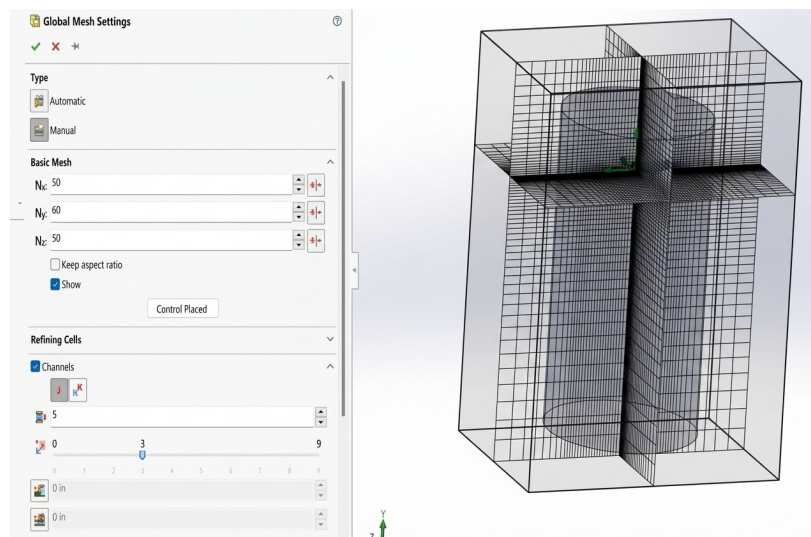 Global Mesh Settings
Type
Automatic
Manual
Basic Mesh
Nx: 50
Ny: 60
Nz: 50
Keep aspect ratio
Show
Control Placed
Refining Cells
Channels
J K K
5
0 3 9
0 1 2 3 4 5 6 7 8 9
0 in
0 in
Y
Z